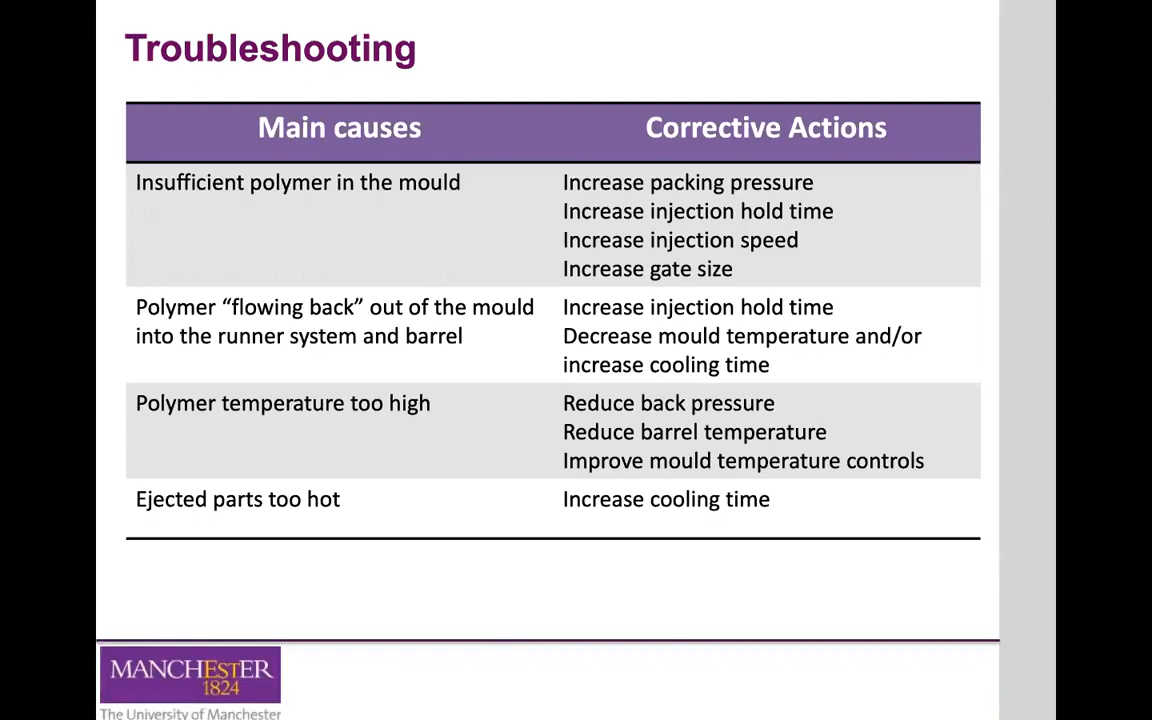 Troubleshooting
Main causes
Corrective Actions
Insufficient polymer in the mould
Increase packing pressure
Increase injection hold time
Increase injection speed
Increase gate size
Polymer “flowing back” out of the mould
into the runner system and barrel
Increase injection hold time
Decrease mould temperature and/or
increase cooling time
Polymer temperature too high
Reduce back pressure
Reduce barrel temperature
Improve mould temperature controls
Ejected parts too hot
Increase cooling time
MANCHESTER
1824
The University of Manchester